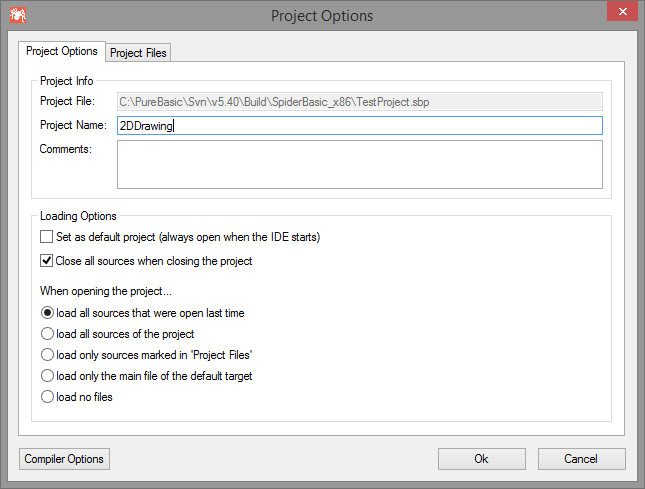 Project Options
Project Options Project Files
Project Info
Project File: C:\PureBasic\Svn\v5.40\Build\SpiderBasic_x86\TestProject.sbp
Project Name: 2DDrawing
Comments:
Loading Options
Set as default project (always open when the IDE starts)
Close all sources when closing the project
When opening the project...
load all sources that were open last time
load all sources of the project
load only sources marked in 'Project Files'
load only the main file of the default target
load no files
Compiler Options Ok Cancel